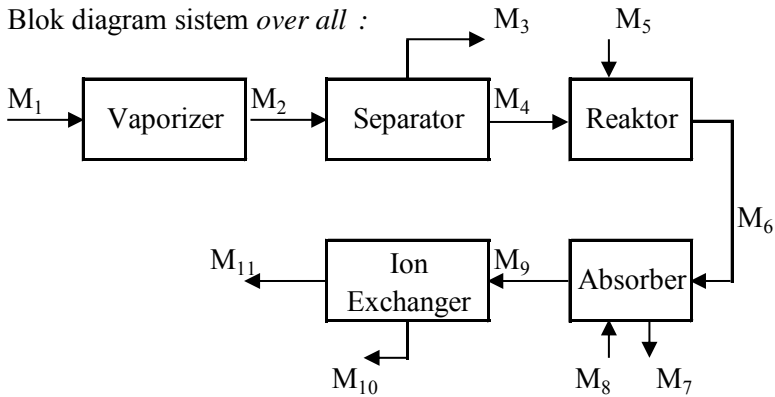 Blok diagram sistem over all :
M3
M5
M1
Vaporizer
M2
Separator
M4
Reaktor
M6
M11
Ion
Exchanger
M9
Absorber
M10
M8
M7